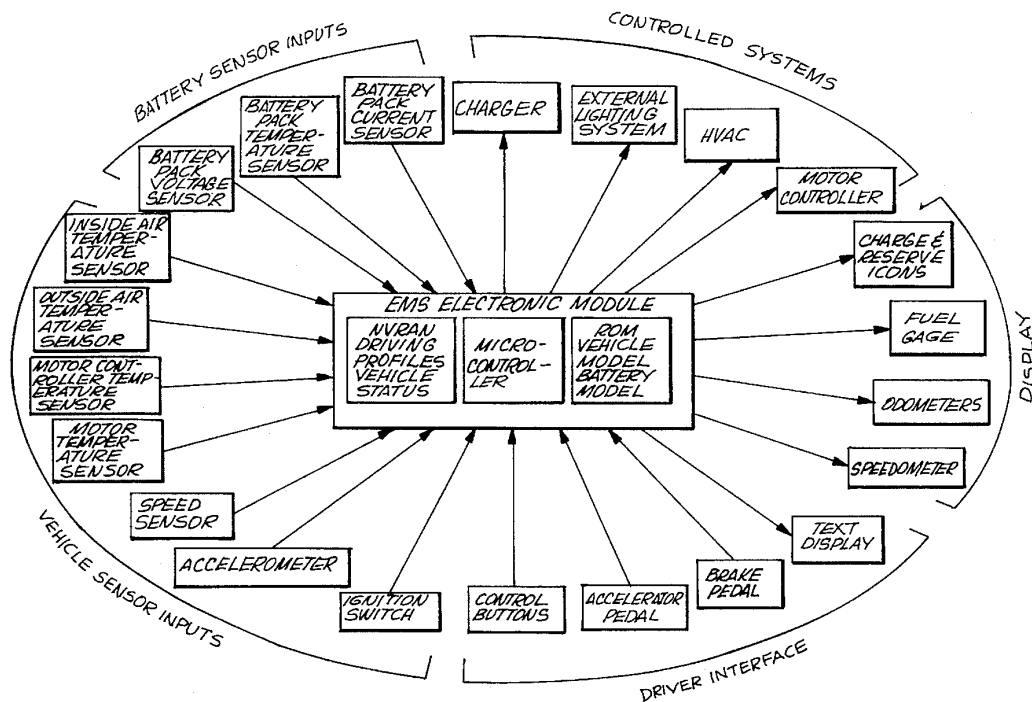 BATTERY SENSOR INPUTS
CONTROLLED SYSTEMS
BATTERY
PACK
VOLTAGE
SENSOR
BATTERY
PACK
TEMPER-
ATURE
SENSOR
BATTERY
PACK
CURRENT
SENSOR
CHARGER
EXTERNAL
LIGHTING
SYSTEM
HVAC
MOTOR
CONTROLLER
INSIDE AIR
TEMPER-
ATURE
SENSOR
OUTSIDE AIR
TEMPER-
ATURE
SENSOR
MOTOR CONT-
ROLLER TEMP-
ERATURE
SENSOR
MOTOR
TEMPER-
ATURE
SENSOR
SPEED
SENSOR
ACCELEROMETER
IGNITION
SWITCH
VEHICLE SENSOR INPUTS
EMS ELECTRONIC MODULE
NVRAN
DRIVING
PROFILES
VEHICLE
STATUS
MICRO-
CONTROL-
LER
ROM
VEHICLE
MODEL
BATTERY
MODEL
CHARGE &
RESERVE
ICONS
FUEL
GAGE
ODOMETERS
SPEEDOMETER
DISPLAY
TEXT
DISPLAY
BRAKE
PEDAL
ACCELERATOR
PEDAL
CONTROL
BUTTONS
DRIVER INTERFACE